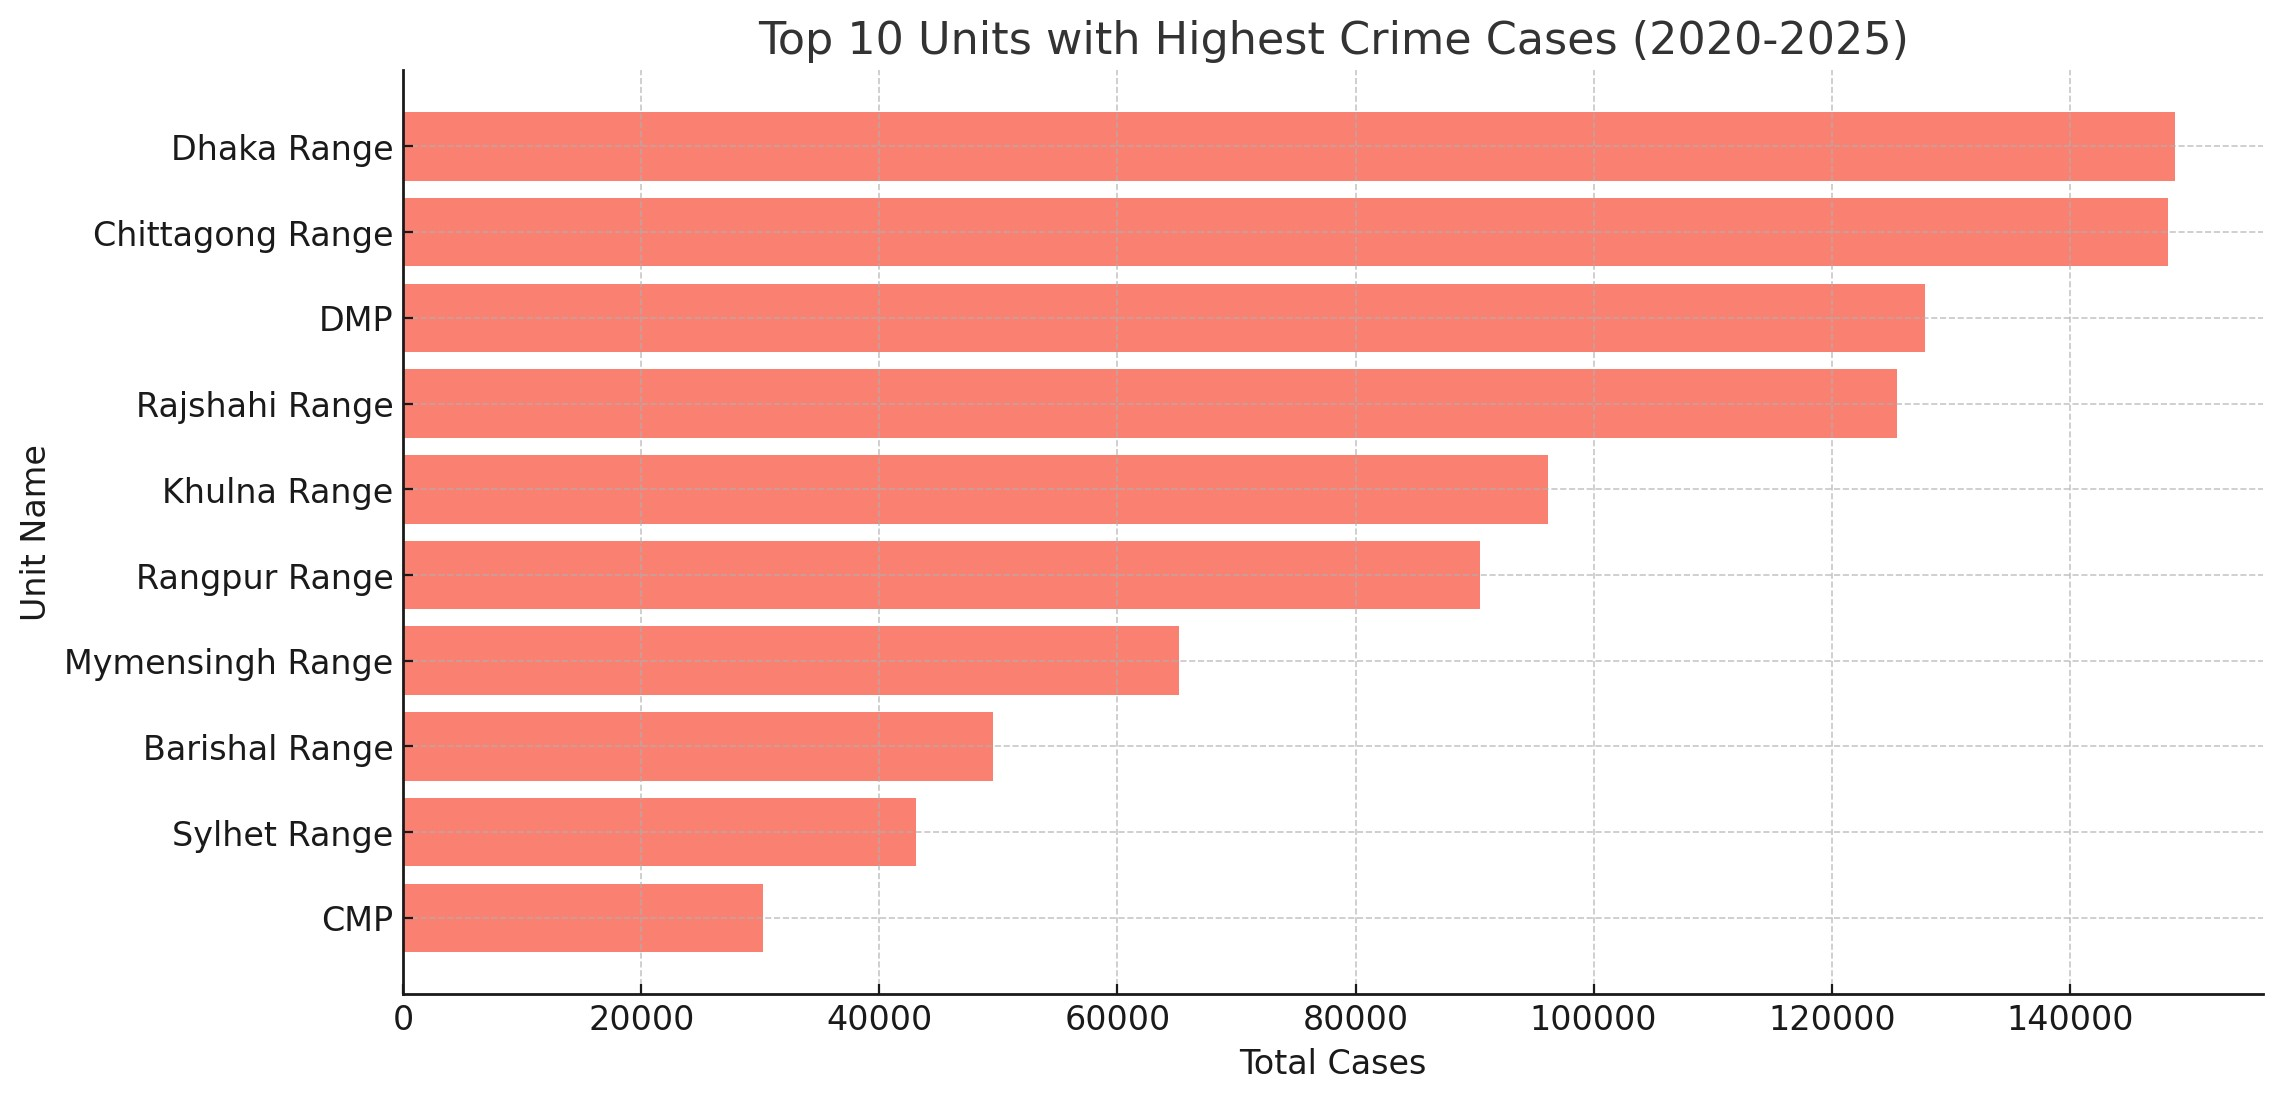 Top 10 Units with Highest Crime Cases (2020-2025)
Unit Name
Dhaka Range
Chittagong Range
DMP
Rajshahi Range
Khulna Range
Rangpur Range
Mymensingh Range
Barishal Range
Sylhet Range
CMP
0 20000 40000 60000 80000 100000 120000 140000
Total Cases